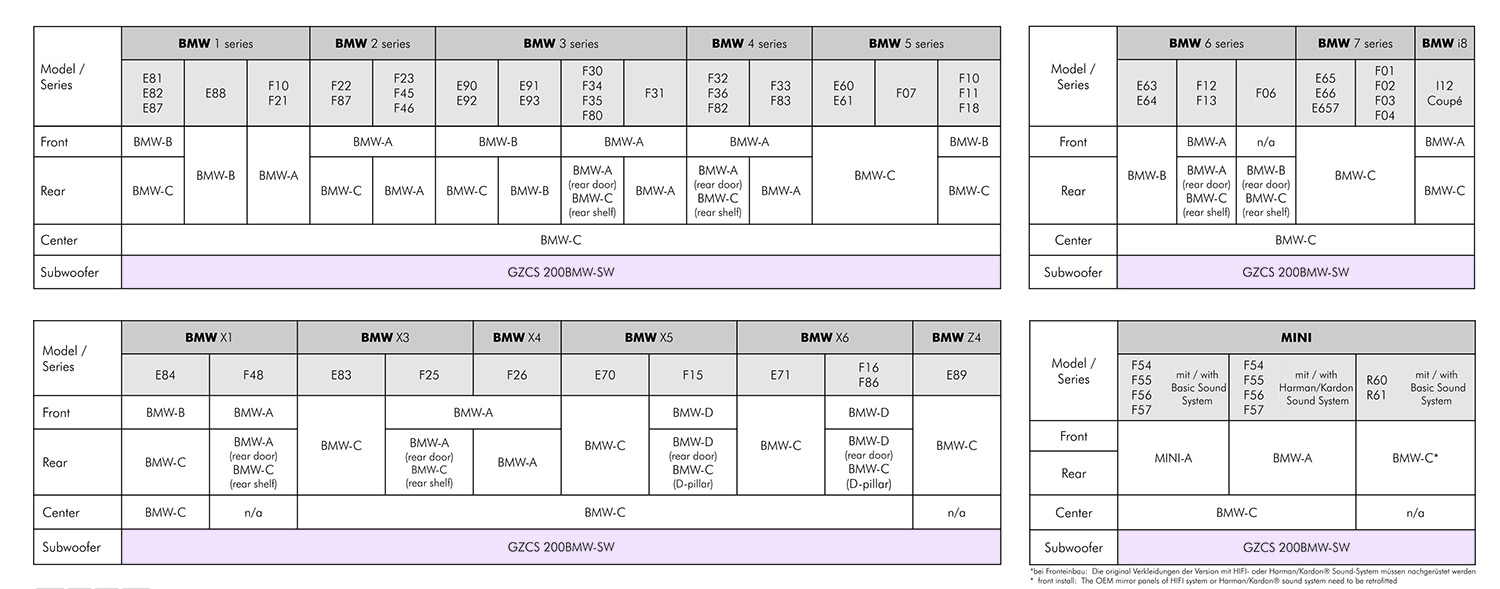 Model /
Series
BMW 1 series
BMW 2 series
BMW 3 series
BMW 4 series
BMW 5 series
E81
E82
E87
E88
F10
F21
F22
F87
F23
F45
F46
E90
E92
E91
E93
F30
F34
F35
F80
F31
F32
F36
F82
F33
F83
E60
E61
F07
F10
F11
F18
Front
BMW-B
BMW-B
BMW-A
BMW-A
BMW-B
BMW-A
BMW-A
BMW-C
BMW-B
Rear
BMW-C
BMW-C
BMW-A
BMW-C
BMW-B
BMW-A
(rear door)
BMW-C
(rear shelf)
BMW-A
BMW-A
(rear door)
BMW-C
(rear shelf)
BMW-A
BMW-C
Center
BMW-C
Subwoofer
GZCS 200BMW-SW
Model /
Series
BMW 6 series
BMW 7 series
BMW i8
E63
E64
F12
F13
F06
E65
E66
E657
F01
F02
F03
F04
I12
Coupé
Front
BMW-B
BMW-A
n/a
BMW-C
BMW-A
Rear
BMW-A
(rear door)
BMW-C
(rear shelf)
BMW-B
(rear door)
BMW-C
(rear shelf)
BMW-C
Center
BMW-C
Subwoofer
GZCS 200BMW-SW
Model /
Series
BMW X1
BMW X3
BMW X4
BMW X5
BMW X6
BMW Z4
E84
F48
E83
F25
F26
E70
F15
E71
F16
F86
E89
Front
BMW-B
BMW-A
BMW-C
BMW-A
BMW-C
BMW-D
BMW-C
BMW-D
BMW-C
Rear
BMW-C
BMW-A
(rear door)
BMW-C
(rear shelf)
BMW-A
(rear door)
BMW-C
(rear shelf)
BMW-A
BMW-D
(rear door)
BMW-C
(D-pillar)
BMW-D
(rear door)
BMW-C
(D-pillar)
Center
BMW-C
n/a
BMW-C
n/a
Subwoofer
GZCS 200BMW-SW
Model /
Series
MINI
F54
F55
F56
F57
mit / with
Basic Sound
System
F54
F55
F56
F57
mit / with
Harman/Kardon
Sound System
R60
R61
mit / with
Basic Sound
System
Front
Rear
MINI-A
BMW-A
BMW-C*
Center
BMW-C
n/a
Subwoofer
GZCS 200BMW-SW
*bei Fronteinbau: Die original Verkleidungen der Version mit HIFI- oder Harman/Kardon® Sound-System müssen nachgerüstet werden
* front install: The OEM mirror panels of HIFI system or Harman/Kardon® sound system need to be retrofitted